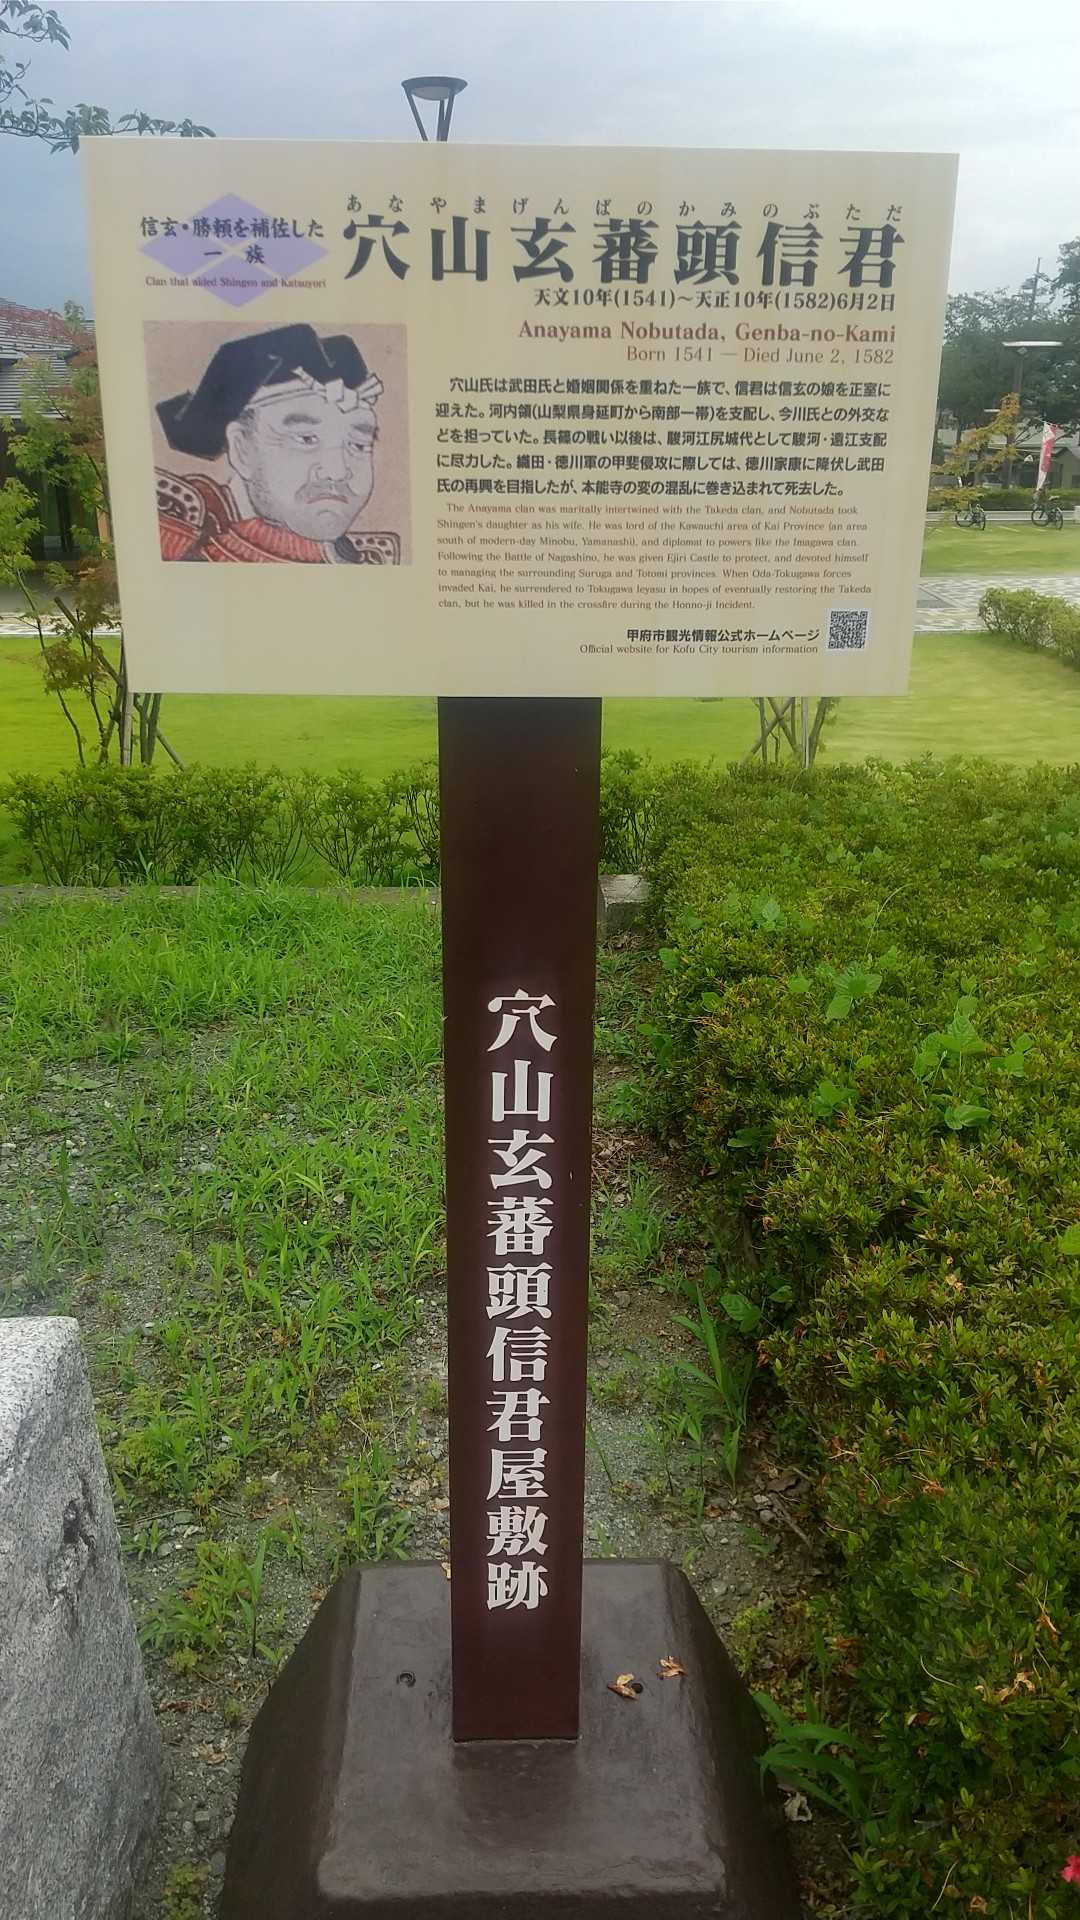 信玄・勝頼を補佐した
一 族
Clan that aided Shingen and Katsuyori
あなやまげんばのかみのぶただ
穴山玄蕃頭信君
天文10年(1541)～天正10年(1582)6月2日
Anayama Nobutada, Genba-no-Kami
Born 1541 — Died June 2, 1582
穴山氏は武田氏と婚姻関係を重ねた一族で、信君は信玄の娘を正室に
迎えた。河内領(山梨県身延町から南部一帯)を支配し、今川氏との外交な
どを担っていた。長篠の戦い以後は、駿河江尻城代として駿河・遠江支配
に尽力した。織田・徳川軍の甲斐侵攻に際しては、徳川家康に降伏し武田
氏の再興を目指したが、本能寺の変の混乱に巻き込まれて死去した。
The Anayama clan was maritally intertwined with the Takeda clan, and Nobutada took
Shingen's daughter as his wife. He was lord of the Kawauchi area of Kai Province (an area
south of modern-day Minobu, Yamanashi), and diplomat to powers like the Imagawa clan.
Following the Battle of Nagashino, he was given Ejiri Castle to protect, and devoted himself
to managing the surrounding Suruga and Totomi provinces. When Oda-Tokugawa forces
invaded Kai, he surrendered to Tokugawa Ieyasu in hopes of eventually restoring the Takeda
clan, but he was killed in the crossfire during the Honno-ji Incident.
甲府市観光情報公式ホームページ
Official website for Kofu City tourism information
穴山玄蕃頭信君屋敷跡